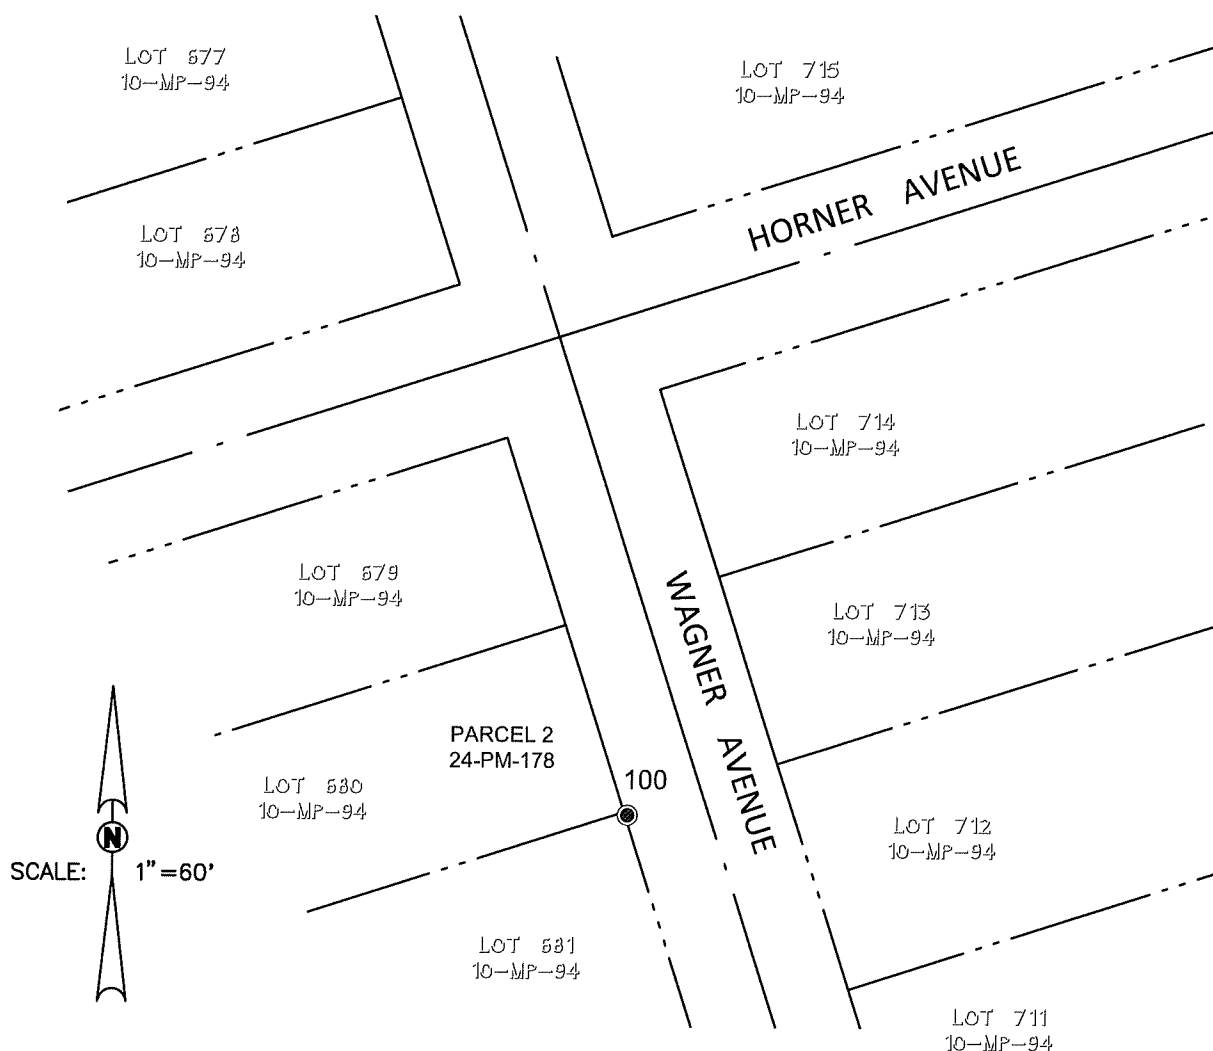 LOT 677
10-MP-94
LOT 715
10-MP-94
HORNER AVENUE
LOT 678
10-MP-94
LOT 714
10-MP-94
LOT 679
10-MP-94
WAGNER AVENUE
LOT 713
10-MP-94
PARCEL 2
24-PM-178
LOT 680
10-MP-94
100
N
SCALE: 1"=60'
LOT 712
10-MP-94
LOT 681
10-MP-94
LOT 711
10-MP-94